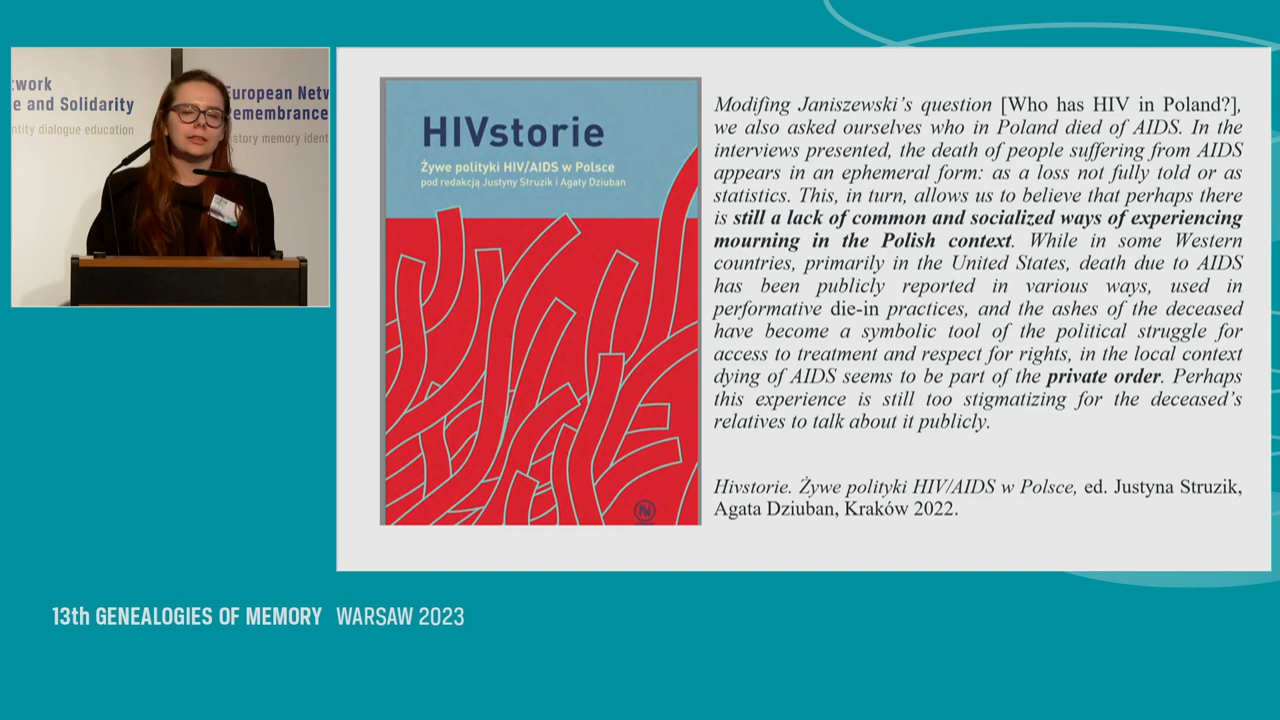 twork
e and Solidarity
ntity dialogue education
European Netw
emembrance
story memory identi
HIVstorie
Żywe polityki HIV/AIDS w Polsce
pod redakcją Justyny Struzik i Agaty Dziuban
Modifing Janiszewski's question [Who has HIV in Poland?],
we also asked ourselves who in Poland died of AIDS. In the
interviews presented, the death of people suffering from AIDS
appears in an ephemeral form: as a loss not fully told or as
statistics. This, in turn, allows us to believe that perhaps there
is still a lack of common and socialized ways of experiencing
mourning in the Polish context. While in some Western
countries, primarily in the United States, death due to AIDS
has been publicly reported in various ways, used in
performative die-in practices, and the ashes of the deceased
have become a symbolic tool of the political struggle for
access to treatment and respect for rights, in the local context
dying of AIDS seems to be part of the private order. Perhaps
this experience is still too stigmatizing for the deceased's
relatives to talk about it publicly.
Hivstorie. Żywe polityki HIV/AIDS w Polsce, ed. Justyna Struzik,
Agata Dziuban, Kraków 2022.
13th GENEALOGIES OF MEMORY WARSAW 2023